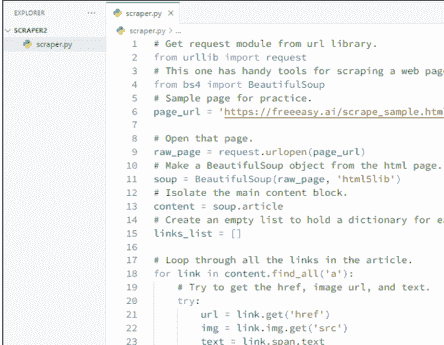 EXPLORER ... scraper.py ×
SCRAPER2 scraper.py > ...
scraper.py
1 # Get request module from url library.
2 from urllib import request
3 # This one has handy tools for scraping a web pag
4 from bs4 import BeautifulSoup
5 # Sample page for practice.
6 page_url = 'https://freeeasy.ai/scrape_sample.htm
7
8 # Open that page.
9 raw_page = request.urlopen(page_url)
10 # Make a BeautifulSoup object from the html page.
11 soup = BeautifulSoup(raw_page, 'html5lib')
12 # Isolate the main content block.
13 content = soup.article
14 # Create an empty list to hold a dictionary for e
15 links_list = []
16
17 # Loop through all the links in the article.
18 for link in content.find_all('a'):
19 # Try to get the href, image url, and text.
20 try:
21 url = link.get('href')
22 img = link.img.get('src')
23 text = link.span.text